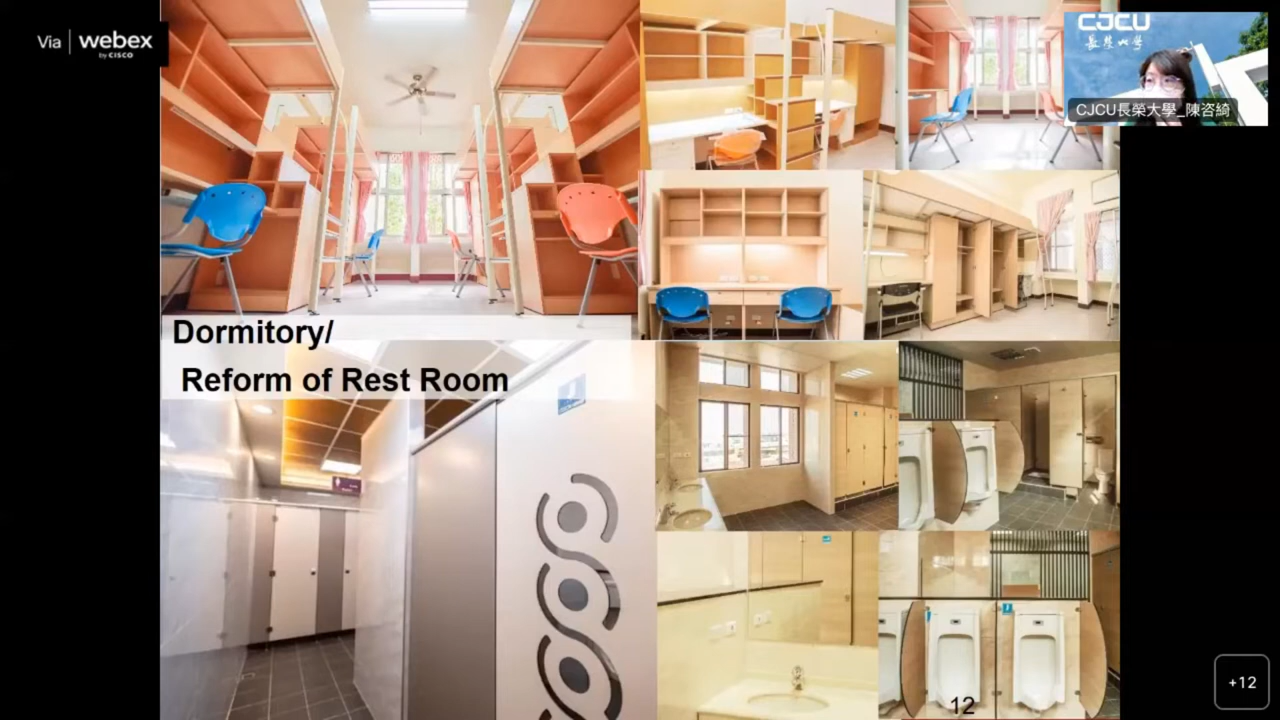 Via
webex
by CISCO
CJCU
長榮大學
CJCU長榮大學_陳咨綺
Dormitory/
Reform of Rest Room
12
+12